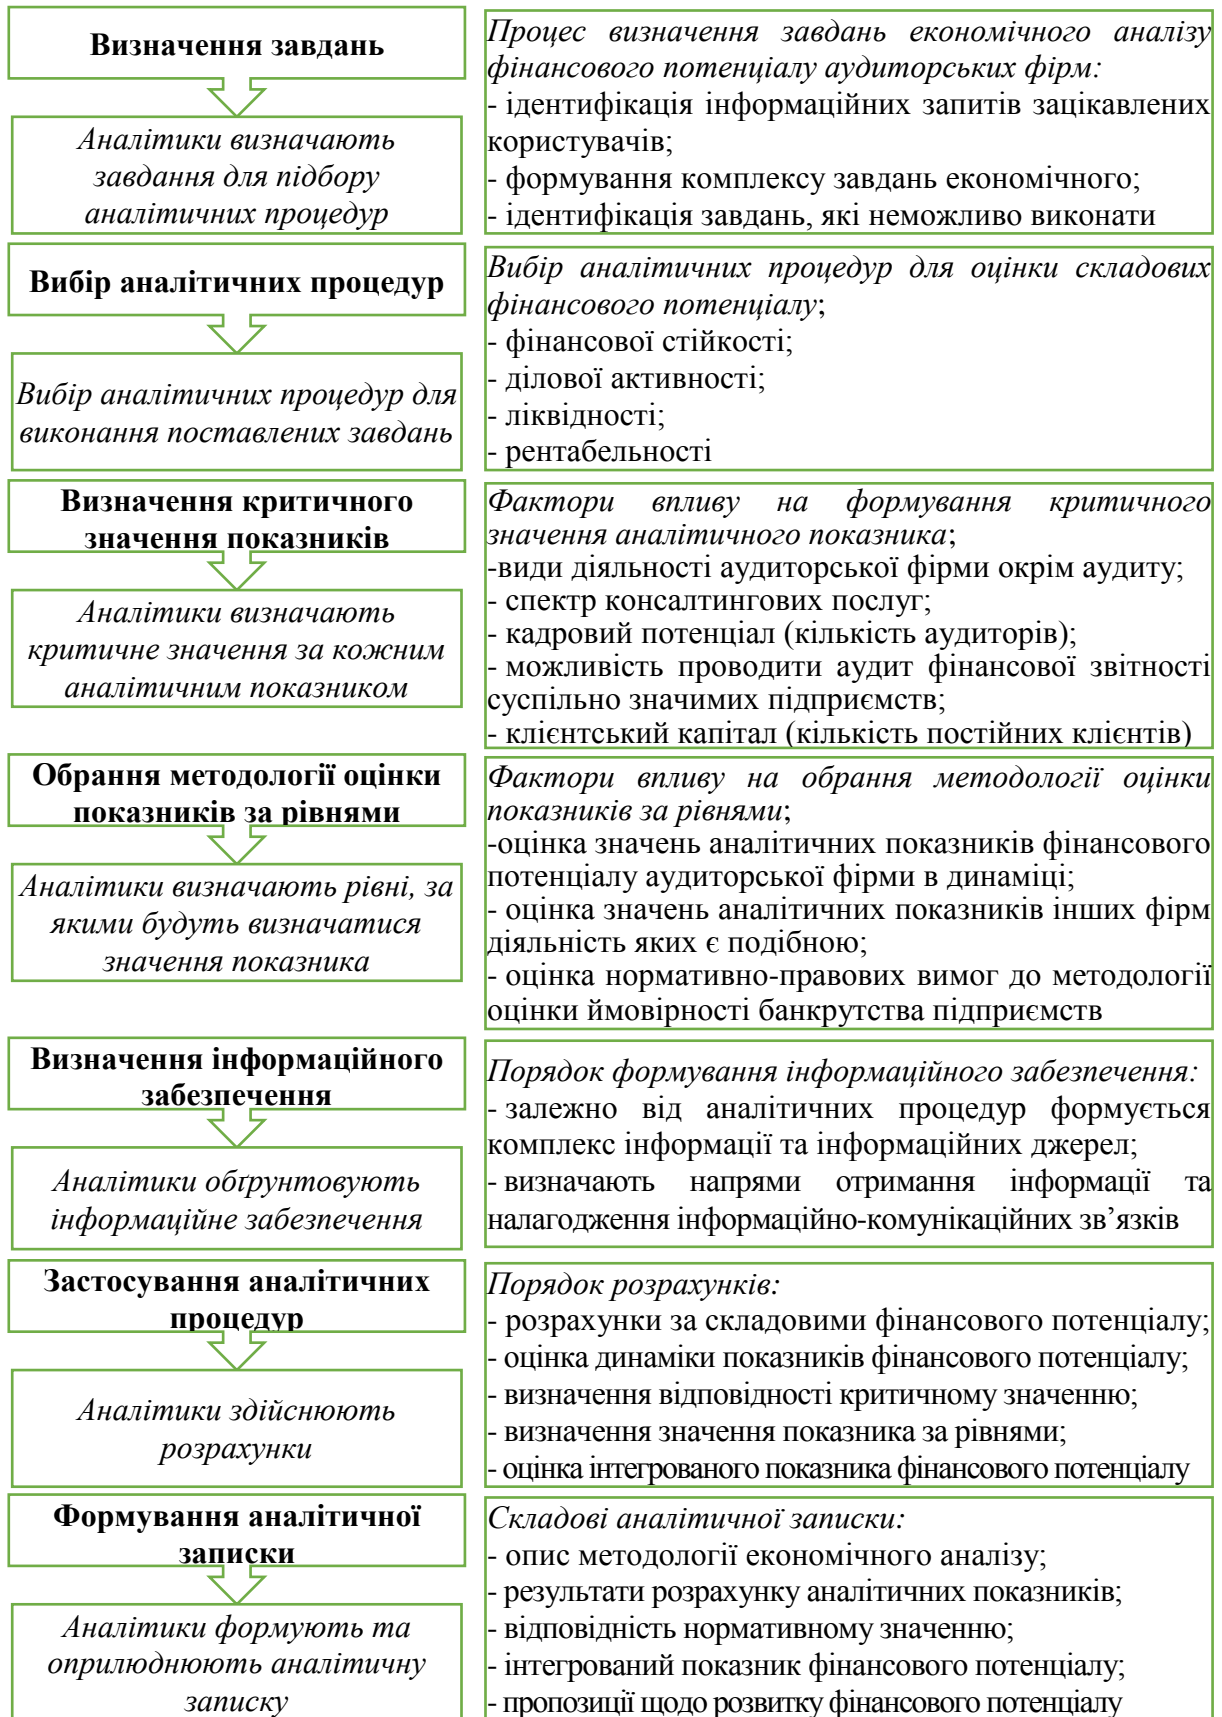 Визначення завдань
Аналітики визначають
завдання для підбору
аналітичних процедур
Процес визначення завдань економічного аналізу
фінансового потенціалу аудиторських фірм:
- ідентифікація інформаційних запитів зацікавлених
користувачів;
- формування комплексу завдань економічного;
- ідентифікація завдань, які неможливо виконати
Вибір аналітичних процедур
Вибір аналітичних процедур для
виконання поставлених завдань
Вибір аналітичних процедур для оцінки складових
фінансового потенціалу;
- фінансової стійкості;
- ділової активності;
- ліквідності;
- рентабельності
Визначення критичного
значення показників
Аналітики визначають
критичне значення за кожним
аналітичним показником
Фактори впливу на формування критичного
значення аналітичного показника;
-види діяльності аудиторської фірми окрім аудиту;
- спектр консалтингових послуг;
- кадровий потенціал (кількість аудиторів);
- можливість проводити аудит фінансової звітності
суспільно значимих підприємств;
- клієнтський капітал (кількість постійних клієнтів)
Обрання методології оцінки
показників за рівнями
Аналітики визначають рівні, за
якими будуть визначатися
значення показника
Фактори впливу на обрання методології оцінки
показників за рівнями;
-оцінка значень аналітичних показників фінансового
потенціалу аудиторської фірми в динаміці;
- оцінка значень аналітичних показників інших фірм
діяльність яких є подібною;
- оцінка нормативно-правових вимог до методології
оцінки ймовірності банкрутства підприємств
Визначення інформаційного
забезпечення
Аналітики обґрунтовують
інформаційне забезпечення
Порядок формування інформаційного забезпечення:
- залежно від аналітичних процедур формується
комплекс інформації та інформаційних джерел;
- визначають напрями отримання інформації та
налагодження інформаційно-комунікаційних зв’язків
Застосування аналітичних
процедур
Аналітики здійснюють
розрахунки
Порядок розрахунків:
- розрахунки за складовими фінансового потенціалу;
- оцінка динаміки показників фінансового потенціалу;
- визначення відповідності критичному значенню;
- визначення значення показника за рівнями;
- оцінка інтегрованого показника фінансового потенціалу
Формування аналітичної
записки
Аналітики формують та
оприлюднюють аналітичну
записку
Складові аналітичної записки:
- опис методології економічного аналізу;
- результати розрахунку аналітичних показників;
- відповідність нормативному значенню;
- інтегрований показник фінансового потенціалу;
- пропозиції щодо розвитку фінансового потенціалу